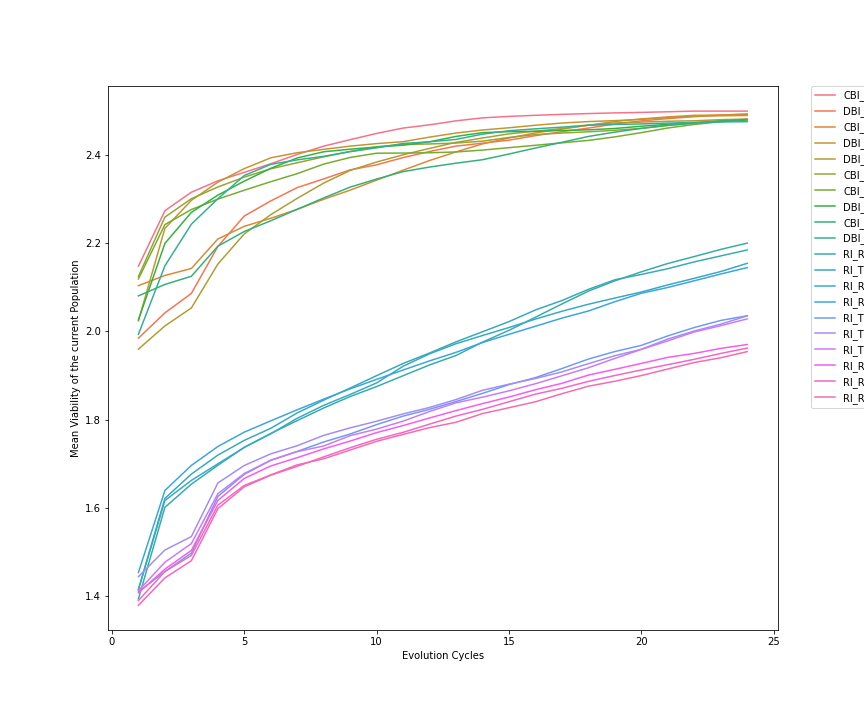 Mean Viability of the current Population
2.4
2.2
2.0
1.8
1.6
1.4
0
5
10
15
20
25
Evolution Cycles
CBI_
DBI_
CBI_
DBI_
DBI_
CBI_
CBI_
DBI_
CBI_
DBI_
RI_R
RI_T
RI_R
RI_R
RI_T
RI_T
RI_T
RI_R
RI_R
RI_R